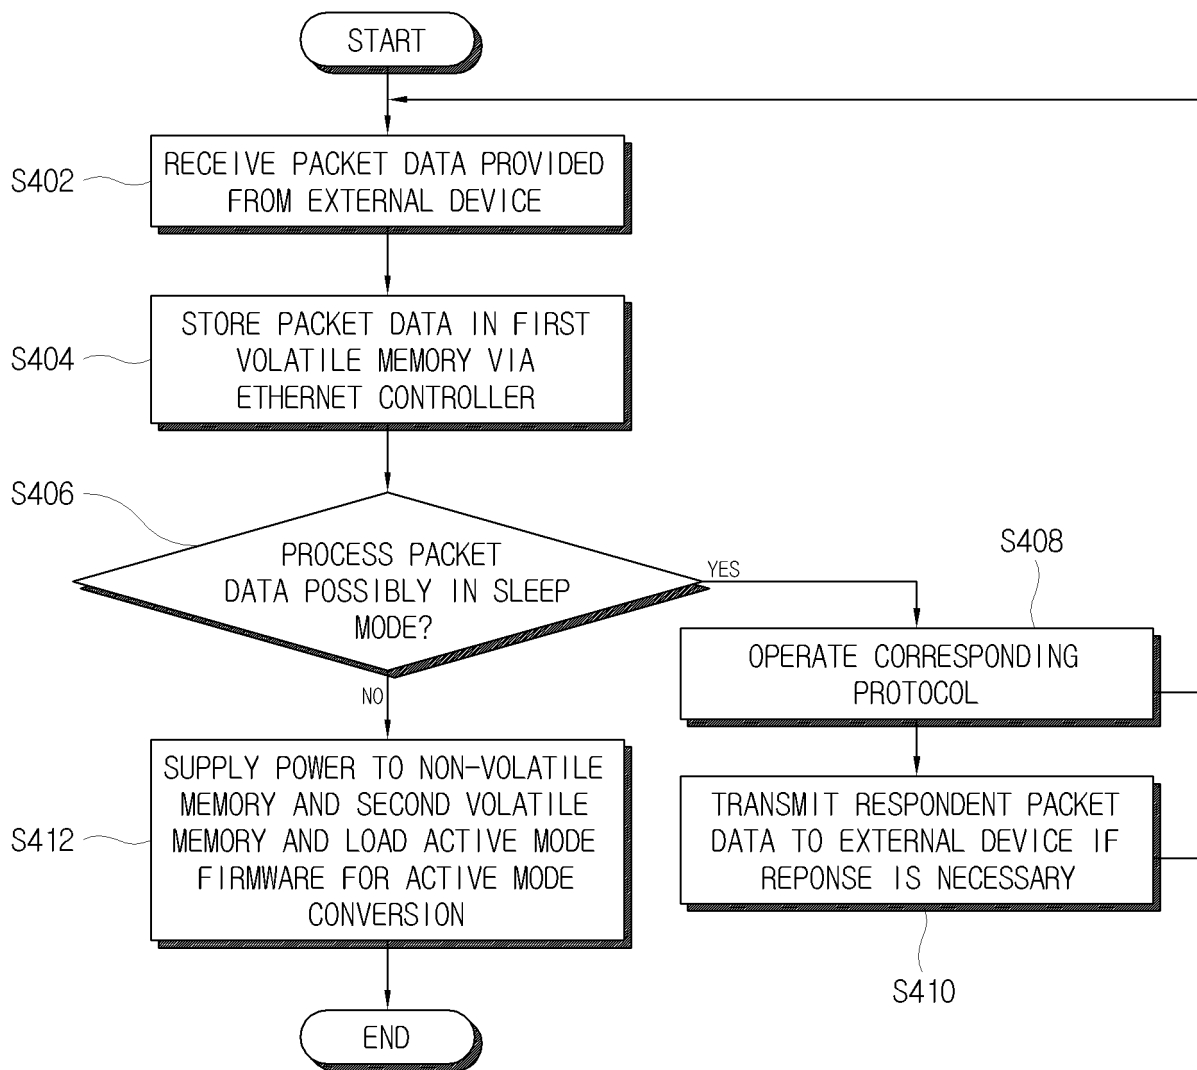 START
S402
RECEIVE PACKET DATA PROVIDED
FROM EXTERNAL DEVICE
S404
STORE PACKET DATA IN FIRST
VOLATILE MEMORY VIA
ETHERNET CONTROLLER
S406
PROCESS PACKET
DATA POSSIBLY IN SLEEP
MODE?
YES
NO
S408
OPERATE CORRESPONDING
PROTOCOL
TRANSMIT RESPONDENT PACKET
DATA TO EXTERNAL DEVICE IF
REPONSE IS NECESSARY
S410
S412
SUPPLY POWER TO NON-VOLATILE
MEMORY AND SECOND VOLATILE
MEMORY AND LOAD ACTIVE MODE
FIRMWARE FOR ACTIVE MODE
CONVERSION
END